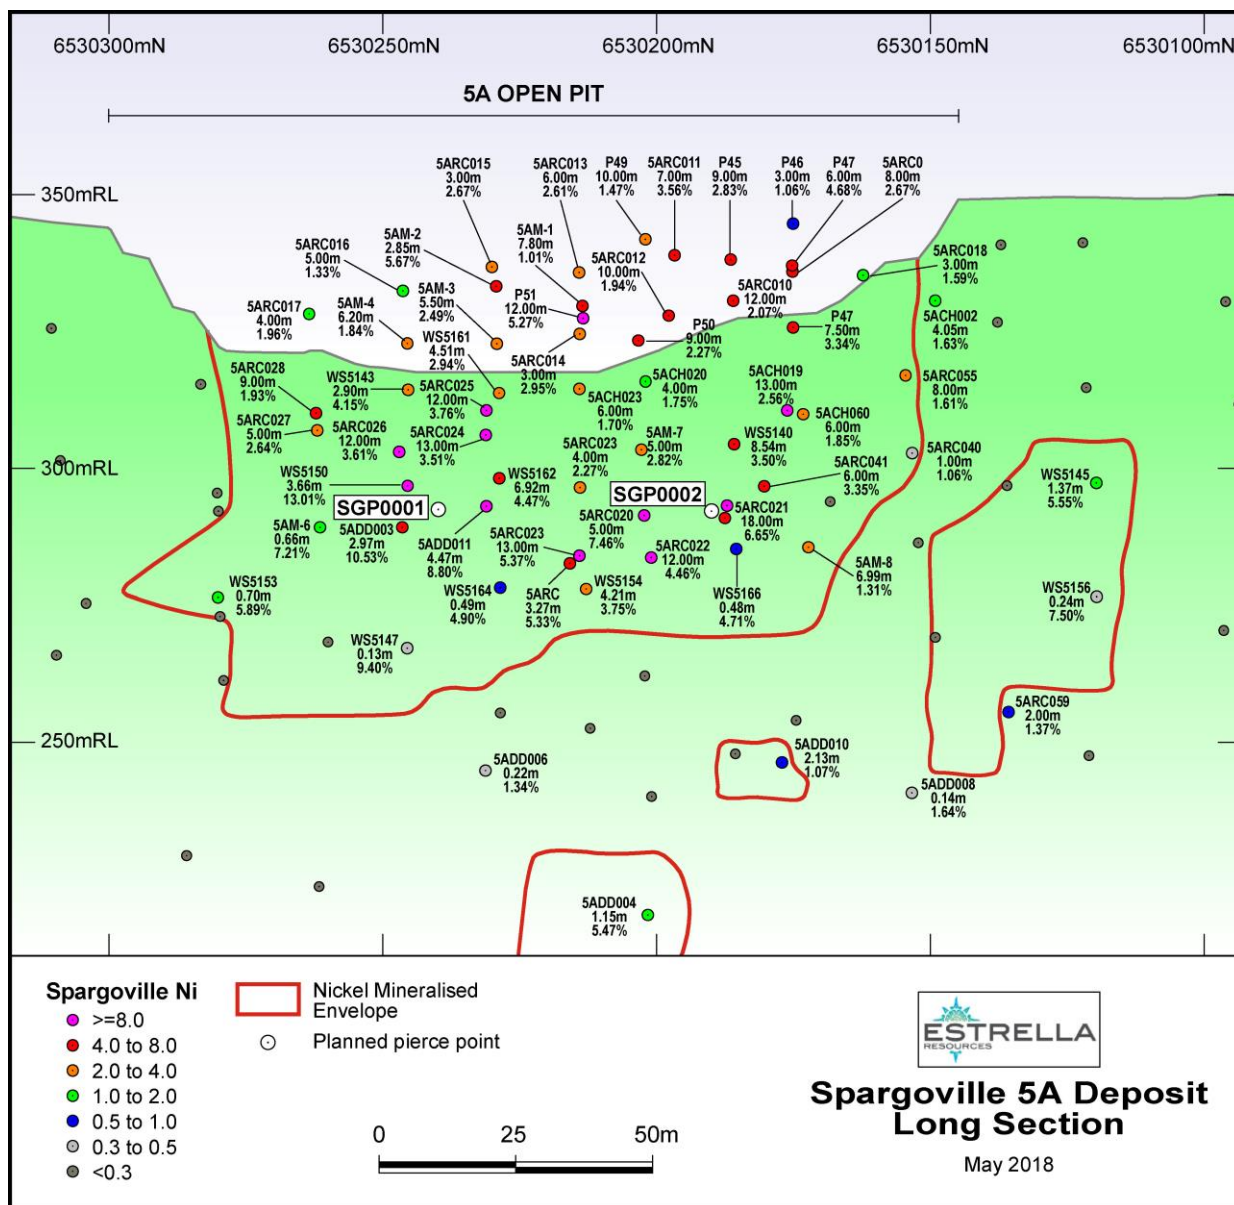 6530300mN
6530250mN
6530200mN
6530150mN
6530100mN
5A OPEN PIT
350mRL
300mRL
250mRL
5ARC015
3.00m
2.67%
5ARC013
6.00m
2.61%
P49
10.00m
1.47%
5ARC011
7.00m
3.56%
P45
9.00m
2.83%
P46
3.00m
1.06%
P47
6.00m
4.68%
5ARC0
8.00m
2.67%
5ARC016
5.00m
1.33%
5AM-2
2.85m
5.67%
5AM-1
7.80m
1.01%
5ARC012
10.00m
1.94%
5ARC018
3.00m
1.59%
5ARC017
4.00m
1.96%
5AM-4
6.20m
1.84%
5AM-3
5.50m
2.49%
P51
12.00m
5.27%
5ARC010
12.00m
2.07%
5ACH002
4.05m
1.63%
WS5161
4.51m
2.94%
5ARC014
3.00m
2.95%
P50
9.00m
2.27%
P47
7.50m
3.34%
5ARC028
9.00m
1.93%
WS5143
2.90m
4.15%
5ARC025
12.00m
3.76%
5ACH023
6.00m
1.70%
5ACH020
4.00m
1.75%
5ACH019
13.00m
2.56%
5ARC055
8.00m
1.61%
5ARC027
5.00m
2.64%
5ARC026
12.00m
3.61%
5ARC024
13.00m
3.51%
5ARC023
4.00m
2.27%
5AM-7
5.00m
2.82%
WS5140
8.54m
3.50%
5ACH060
6.00m
1.85%
5ARC040
1.00m
1.06%
WS5150
3.66m
13.01%
WS5162
6.92m
4.47%
5ARC041
6.00m
3.35%
WS5145
1.37m
5.55%
SGP0001
SGP0002
5AM-6
0.66m
7.21%
5ADD003
2.97m
10.53%
5ADD011
4.47m
8.80%
5ARC023
13.00m
5.37%
5ARC020
5.00m
7.46%
5ARC021
18.00m
6.65%
5ARC022
12.00m
4.46%
5AM-8
6.99m
1.31%
WS5153
0.70m
5.89%
WS5164
0.49m
4.90%
5ARC
3.27m
5.33%
WS5154
4.21m
3.75%
WS5166
0.48m
4.71%
WS5156
0.24m
7.50%
WS5147
0.13m
9.40%
5ARC059
2.00m
1.37%
5ADD006
0.22m
1.34%
5ADD010
2.13m
1.07%
5ADD008
0.14m
1.64%
5ADD004
1.15m
5.47%
Spargoville Ni
>=8.0
4.0 to 8.0
2.0 to 4.0
1.0 to 2.0
0.5 to 1.0
0.3 to 0.5
<0.3
Nickel Mineralised
Envelope
Planned pierce point
0
25
50m
ESTRELLA
RESOURCES
Spargoville 5A Deposit
Long Section
May 2018